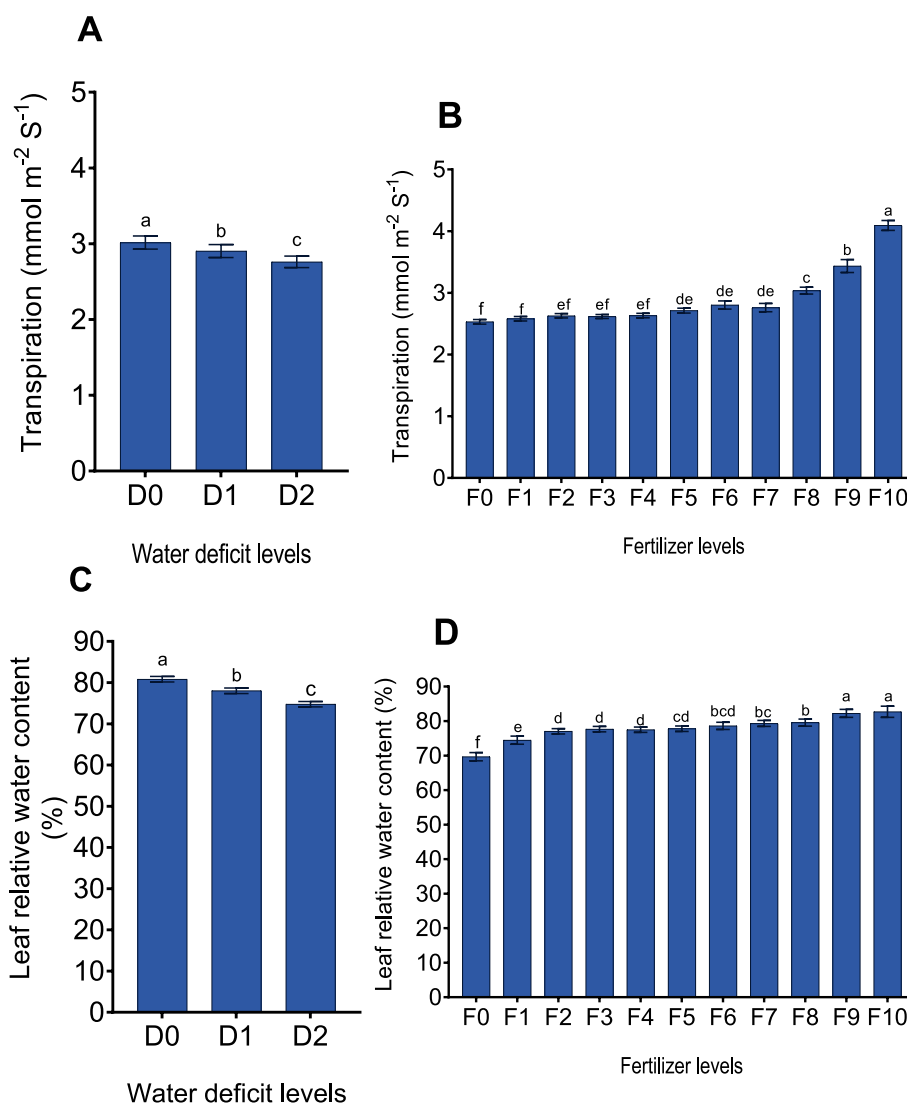 A
Transpiration (mmol m⁻² S⁻¹)
5
4
3
2
1
0
a
b
c
D0 D1 D2
Water deficit levels
B
Transpiration (mmol m⁻² S⁻¹)
5
4
3
2
1
0
f f ef ef ef de de de c b a
F0 F1 F2 F3 F4 F5 F6 F7 F8 F9 F10
Fertilizer levels
C
Leaf relative water content
(%)
90
80
70
60
50
40
30
20
10
0
a
b
c
D0 D1 D2
Water deficit levels
D
Leaf relative water content (%)
90
80
70
60
50
40
30
20
10
0
f e d d d cd bcd bc b a a
F0 F1 F2 F3 F4 F5 F6 F7 F8 F9 F10
Fertilizer levels